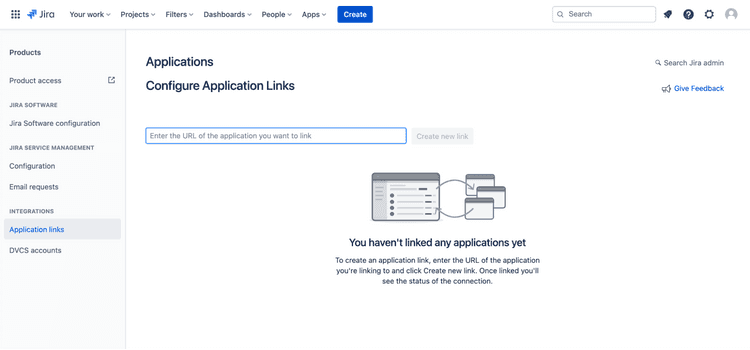 Jira Your work Projects Filters Dashboards People Apps Create Search
Products
Product access
JIRA SOFTWARE
Jira Software configuration
JIRA SERVICE MANAGEMENT
Configuration
Email requests
INTEGRATIONS
Application links
DVCS accounts
Applications
Search Jira admin
Configure Application Links
Give Feedback
Enter the URL of the application you want to link Create new link
You haven't linked any applications yet
To create an application link, enter the URL of the application
you're linking to and click Create new link. Once linked you'll
see the status of the connection.